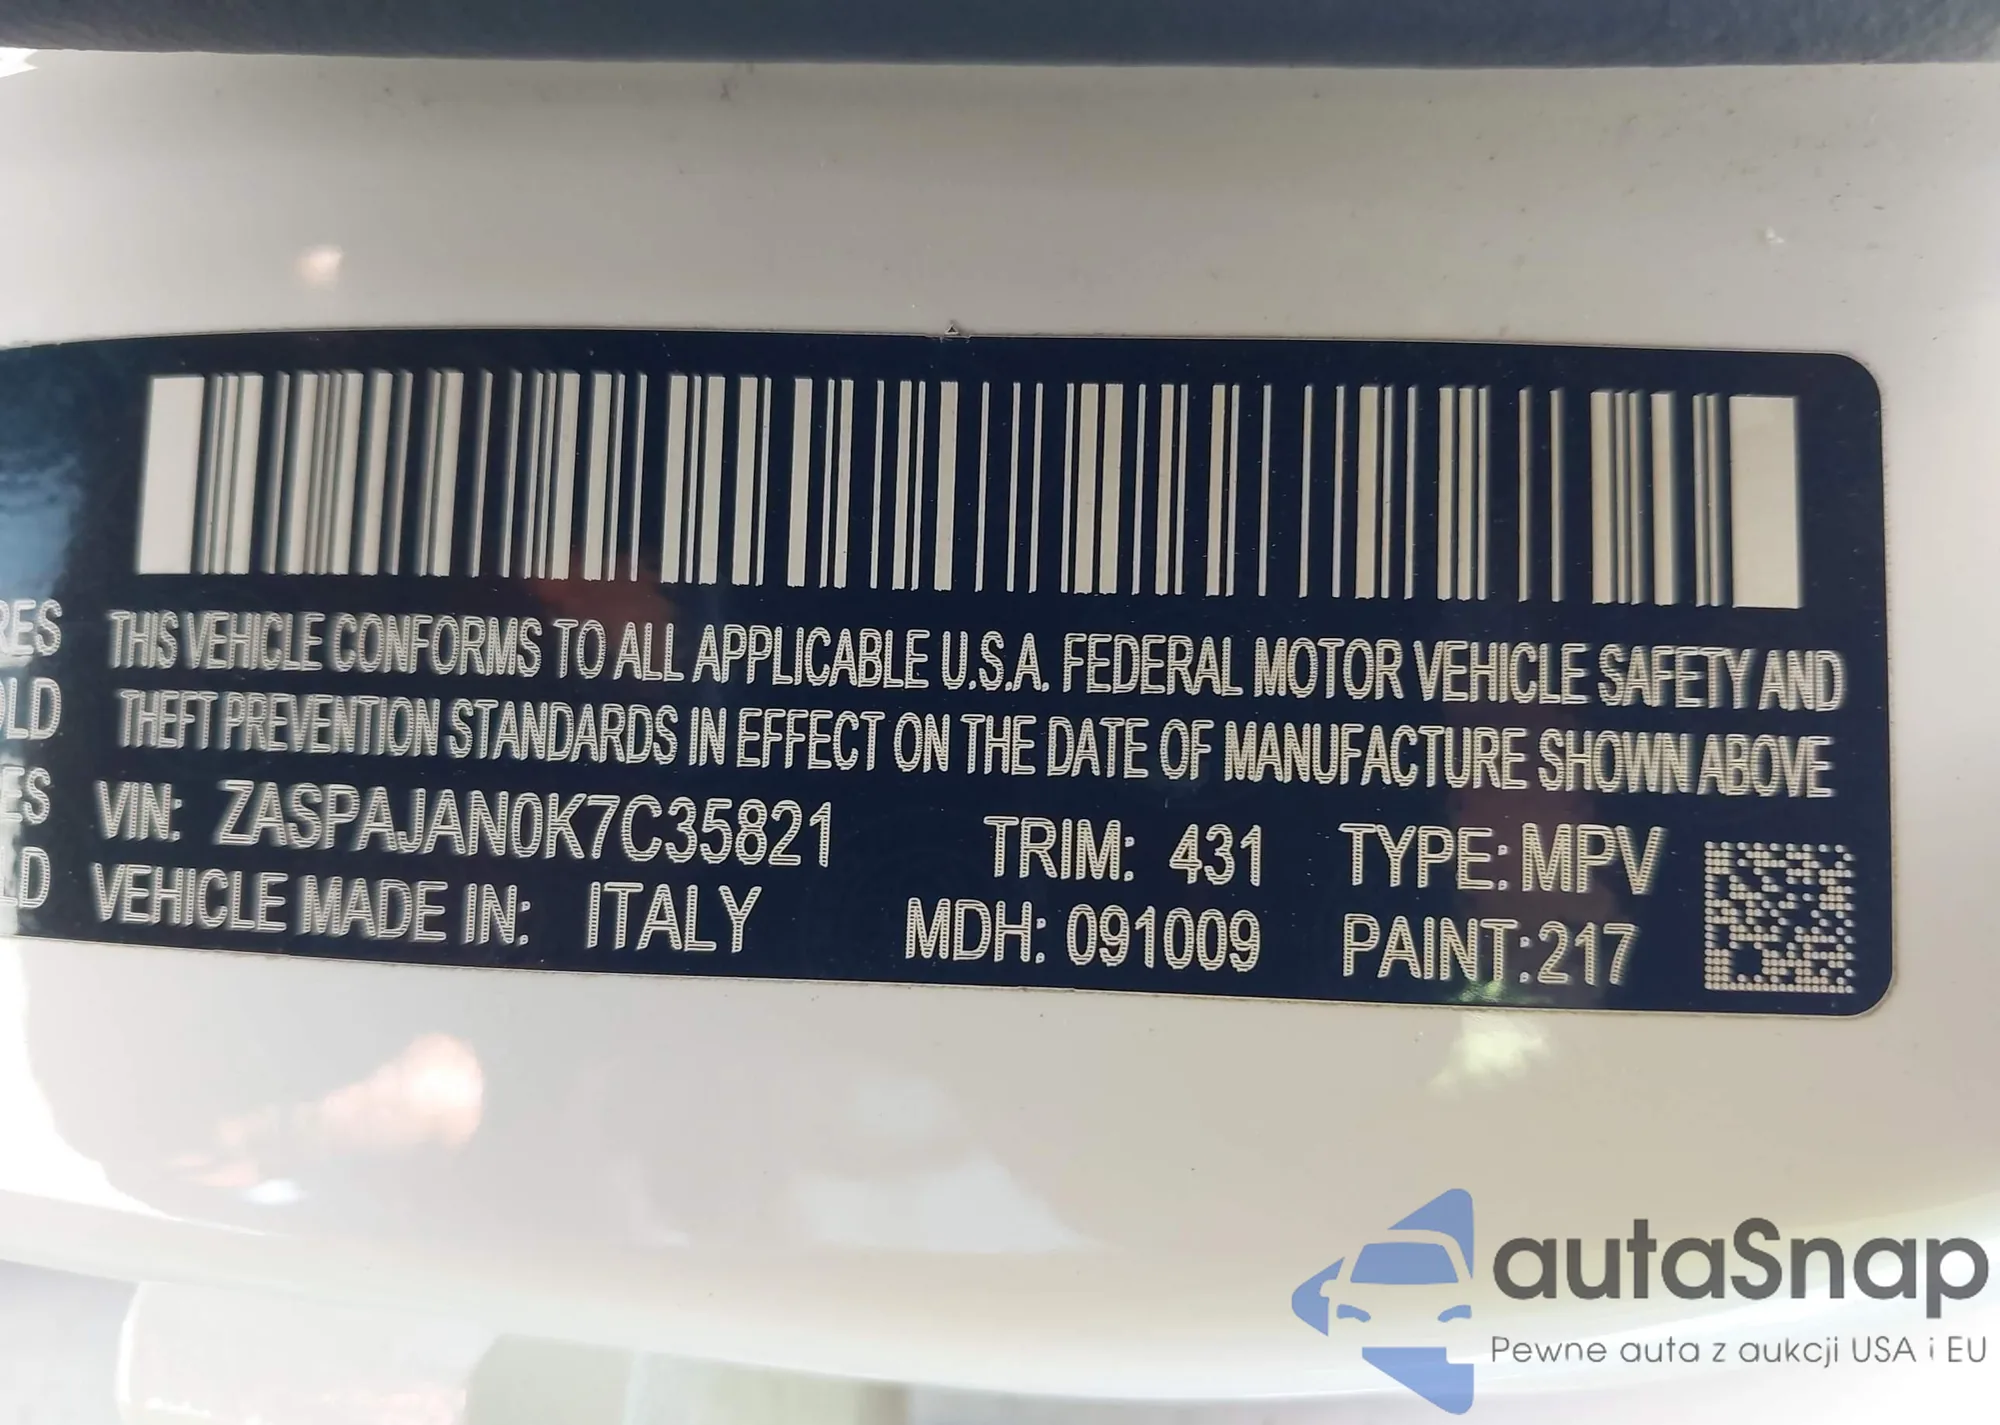 THIS VEHICLE CONFORMS TO ALL APPLICABLE U.S.A. FEDERAL MOTOR VEHICLE SAFETY AND
THEFT PREVENTION STANDARDS IN EFFECT ON THE DATE OF MANUFACTURE SHOWN ABOVE
VIN: ZASPAJAN0K7C35821 TRIM: 431 TYPE: MPV
VEHICLE MADE IN: ITALY MDH: 091009 PAINT: 217
autaSnap
Pewne auta z aukcji USA i EU